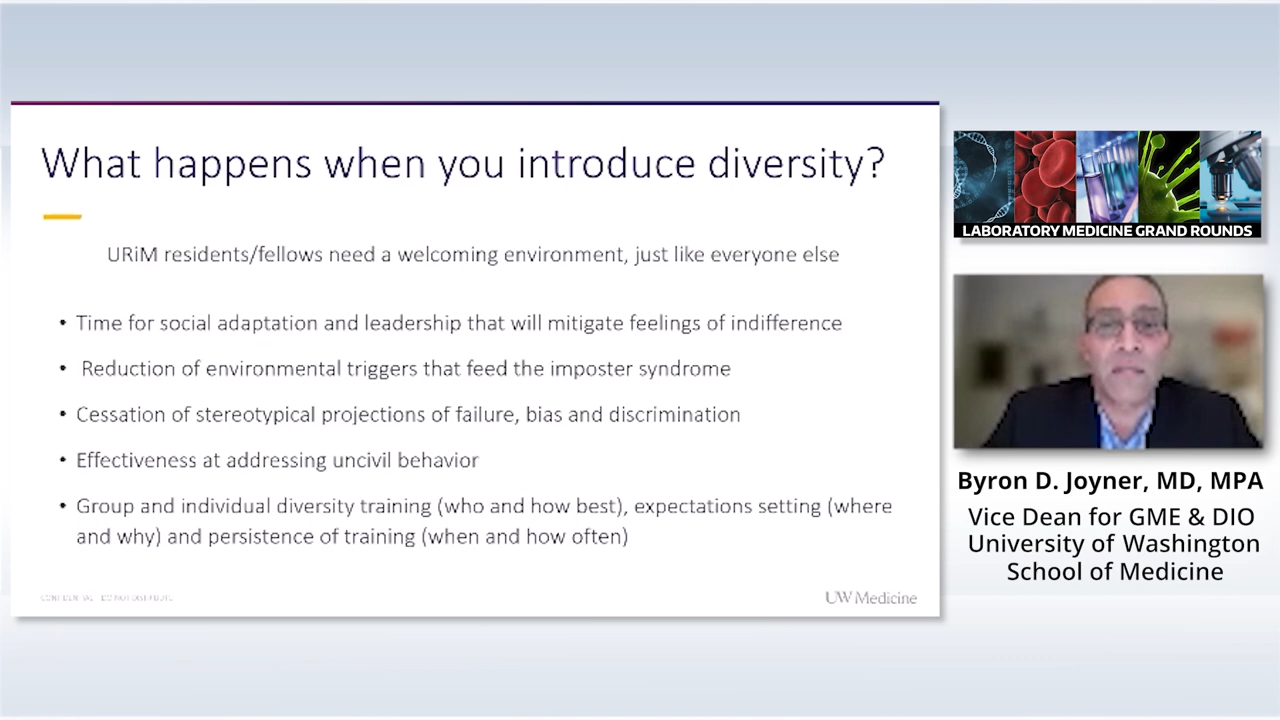 What happens when you introduce diversity?
URiM residents/fellows need a welcoming environment, just like everyone else
• Time for social adaptation and leadership that will mitigate feelings of indifference
• Reduction of environmental triggers that feed the imposter syndrome
• Cessation of stereotypical projections of failure, bias and discrimination
• Effectiveness at addressing uncivil behavior
• Group and individual diversity training (who and how best), expectations setting (where
and why) and persistence of training (when and how often)
CONFIDENTIAL – DO NOT DISTRIBUTE
UW Medicine
LABORATORY MEDICINE GRAND ROUNDS
Byron D. Joyner, MD, MPA
Vice Dean for GME & DIO
University of Washington
School of Medicine